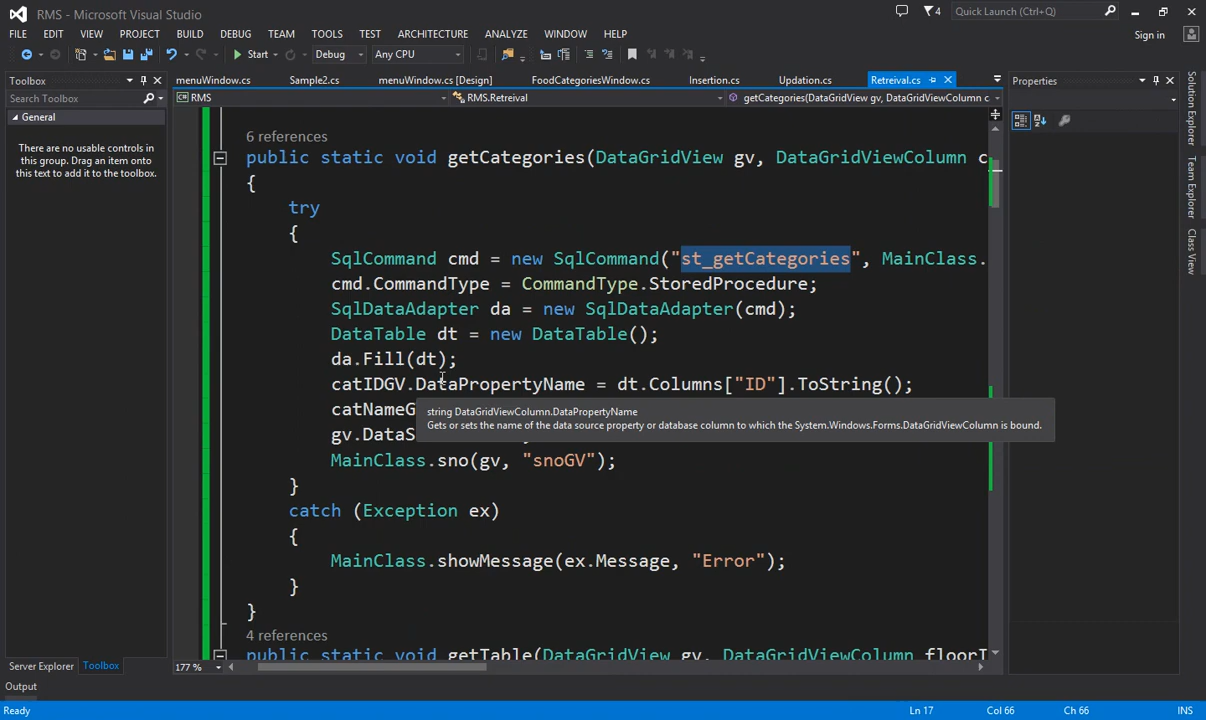 RMS - Microsoft Visual Studio
4
Quick Launch (Ctrl+Q)
FILE EDIT VIEW PROJECT BUILD DEBUG TEAM TOOLS TEST ARCHITECTURE ANALYZE WINDOW HELP
Sign in
Start
Debug
Any CPU
Toolbox
Search Toolbox
General
There are no usable controls in
this group. Drag an item onto
this text to add it to the toolbox.
Server Explorer
Toolbox
Output
menuWindow.cs
Sample2.cs
menuWindow.cs [Design]
FoodCategoriesWindow.cs
Insertion.cs
Updation.cs
Retreival.cs
RMS
RMS.Retreival
getCategories(DataGridView gv, DataGridViewColumn c
6 references
public static void getCategories(DataGridView gv, DataGridViewColumn c
{
try
{
SqlCommand cmd = new SqlCommand("st_getCategories", MainClass.
cmd.CommandType = CommandType.StoredProcedure;
SqlDataAdapter da = new SqlDataAdapter(cmd);
DataTable dt = new DataTable();
da.Fill(dt);
catIDGV.DataPropertyName = dt.Columns["ID"].ToString();
catNameG
string DataGridViewColumn.DataPropertyName
Gets or sets the name of the data source property or database column to which the System.Windows.Forms.DataGridViewColumn is bound.
gv.DataS
MainClass.sno(gv, "snoGV");
}
catch (Exception ex)
{
MainClass.showMessage(ex.Message, "Error");
}
}
4 references
public static void getTable(DataGridView gv, DataGridViewColumn floorI
177 %
Properties
Solution Explorer
Team Explorer
Class View
Ready
Ln 17
Col 66
Ch 66
INS